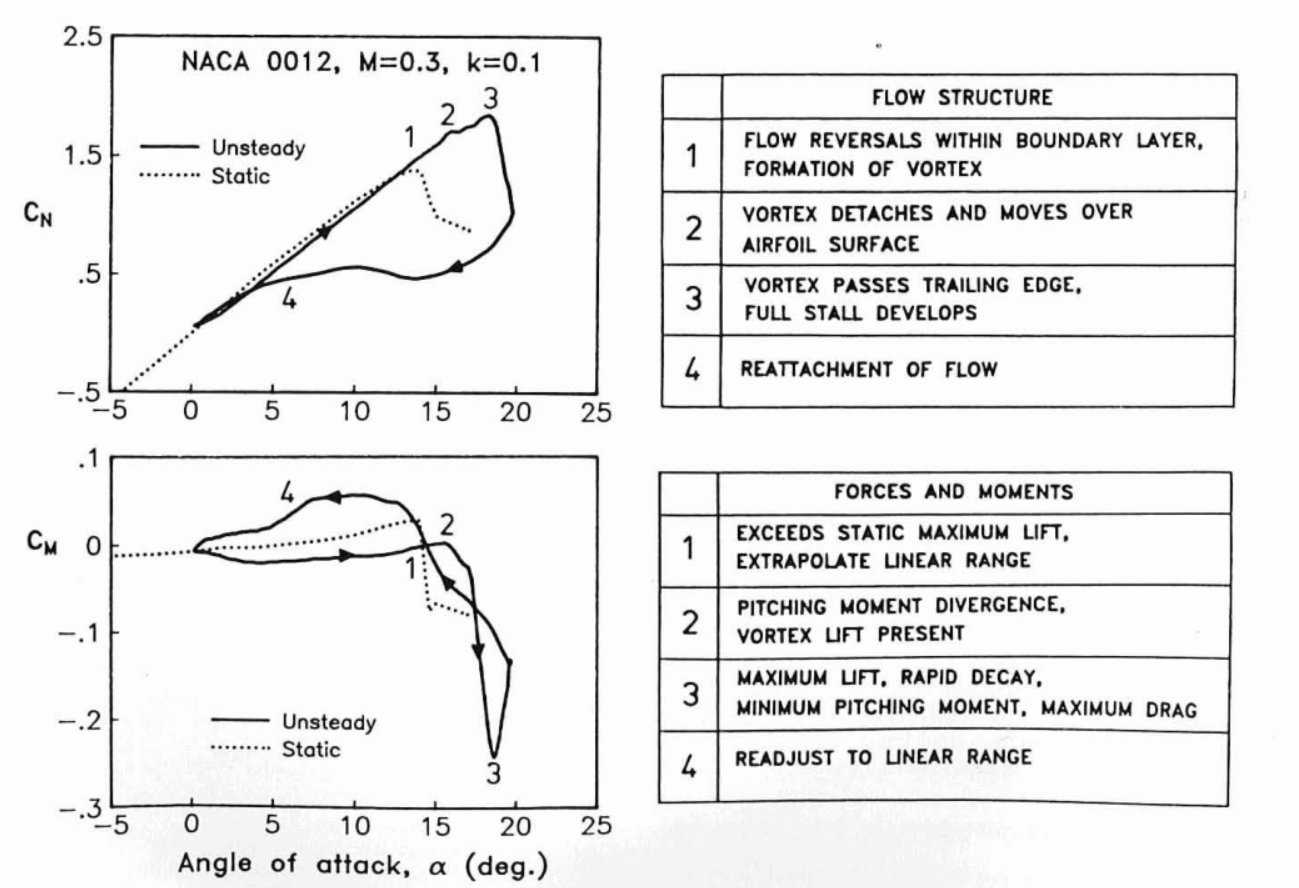 2.5
NACA 0012, M=0.3, k=0.1
3
2
1
Unsteady
Static
1.5
C_N
.5
4
-.5
-5 0 5 10 15 20 25
FLOW STRUCTURE
1 FLOW REVERSALS WITHIN BOUNDARY LAYER,
FORMATION OF VORTEX
2 VORTEX DETACHES AND MOVES OVER
AIRFOIL SURFACE
3 VORTEX PASSES TRAILING EDGE,
FULL STALL DEVELOPS
4 REATTACHMENT OF FLOW
.1
4
2
C_M
0
1
-.1
-.2
Unsteady
Static
3
-.3
-5 0 5 10 15 20 25
Angle of attack, α (deg.)
FORCES AND MOMENTS
1 EXCEEDS STATIC MAXIMUM LIFT,
EXTRAPOLATE LINEAR RANGE
2 PITCHING MOMENT DIVERGENCE,
VORTEX LIFT PRESENT
3 MAXIMUM LIFT, RAPID DECAY,
MINIMUM PITCHING MOMENT, MAXIMUM DRAG
4 READJUST TO LINEAR RANGE